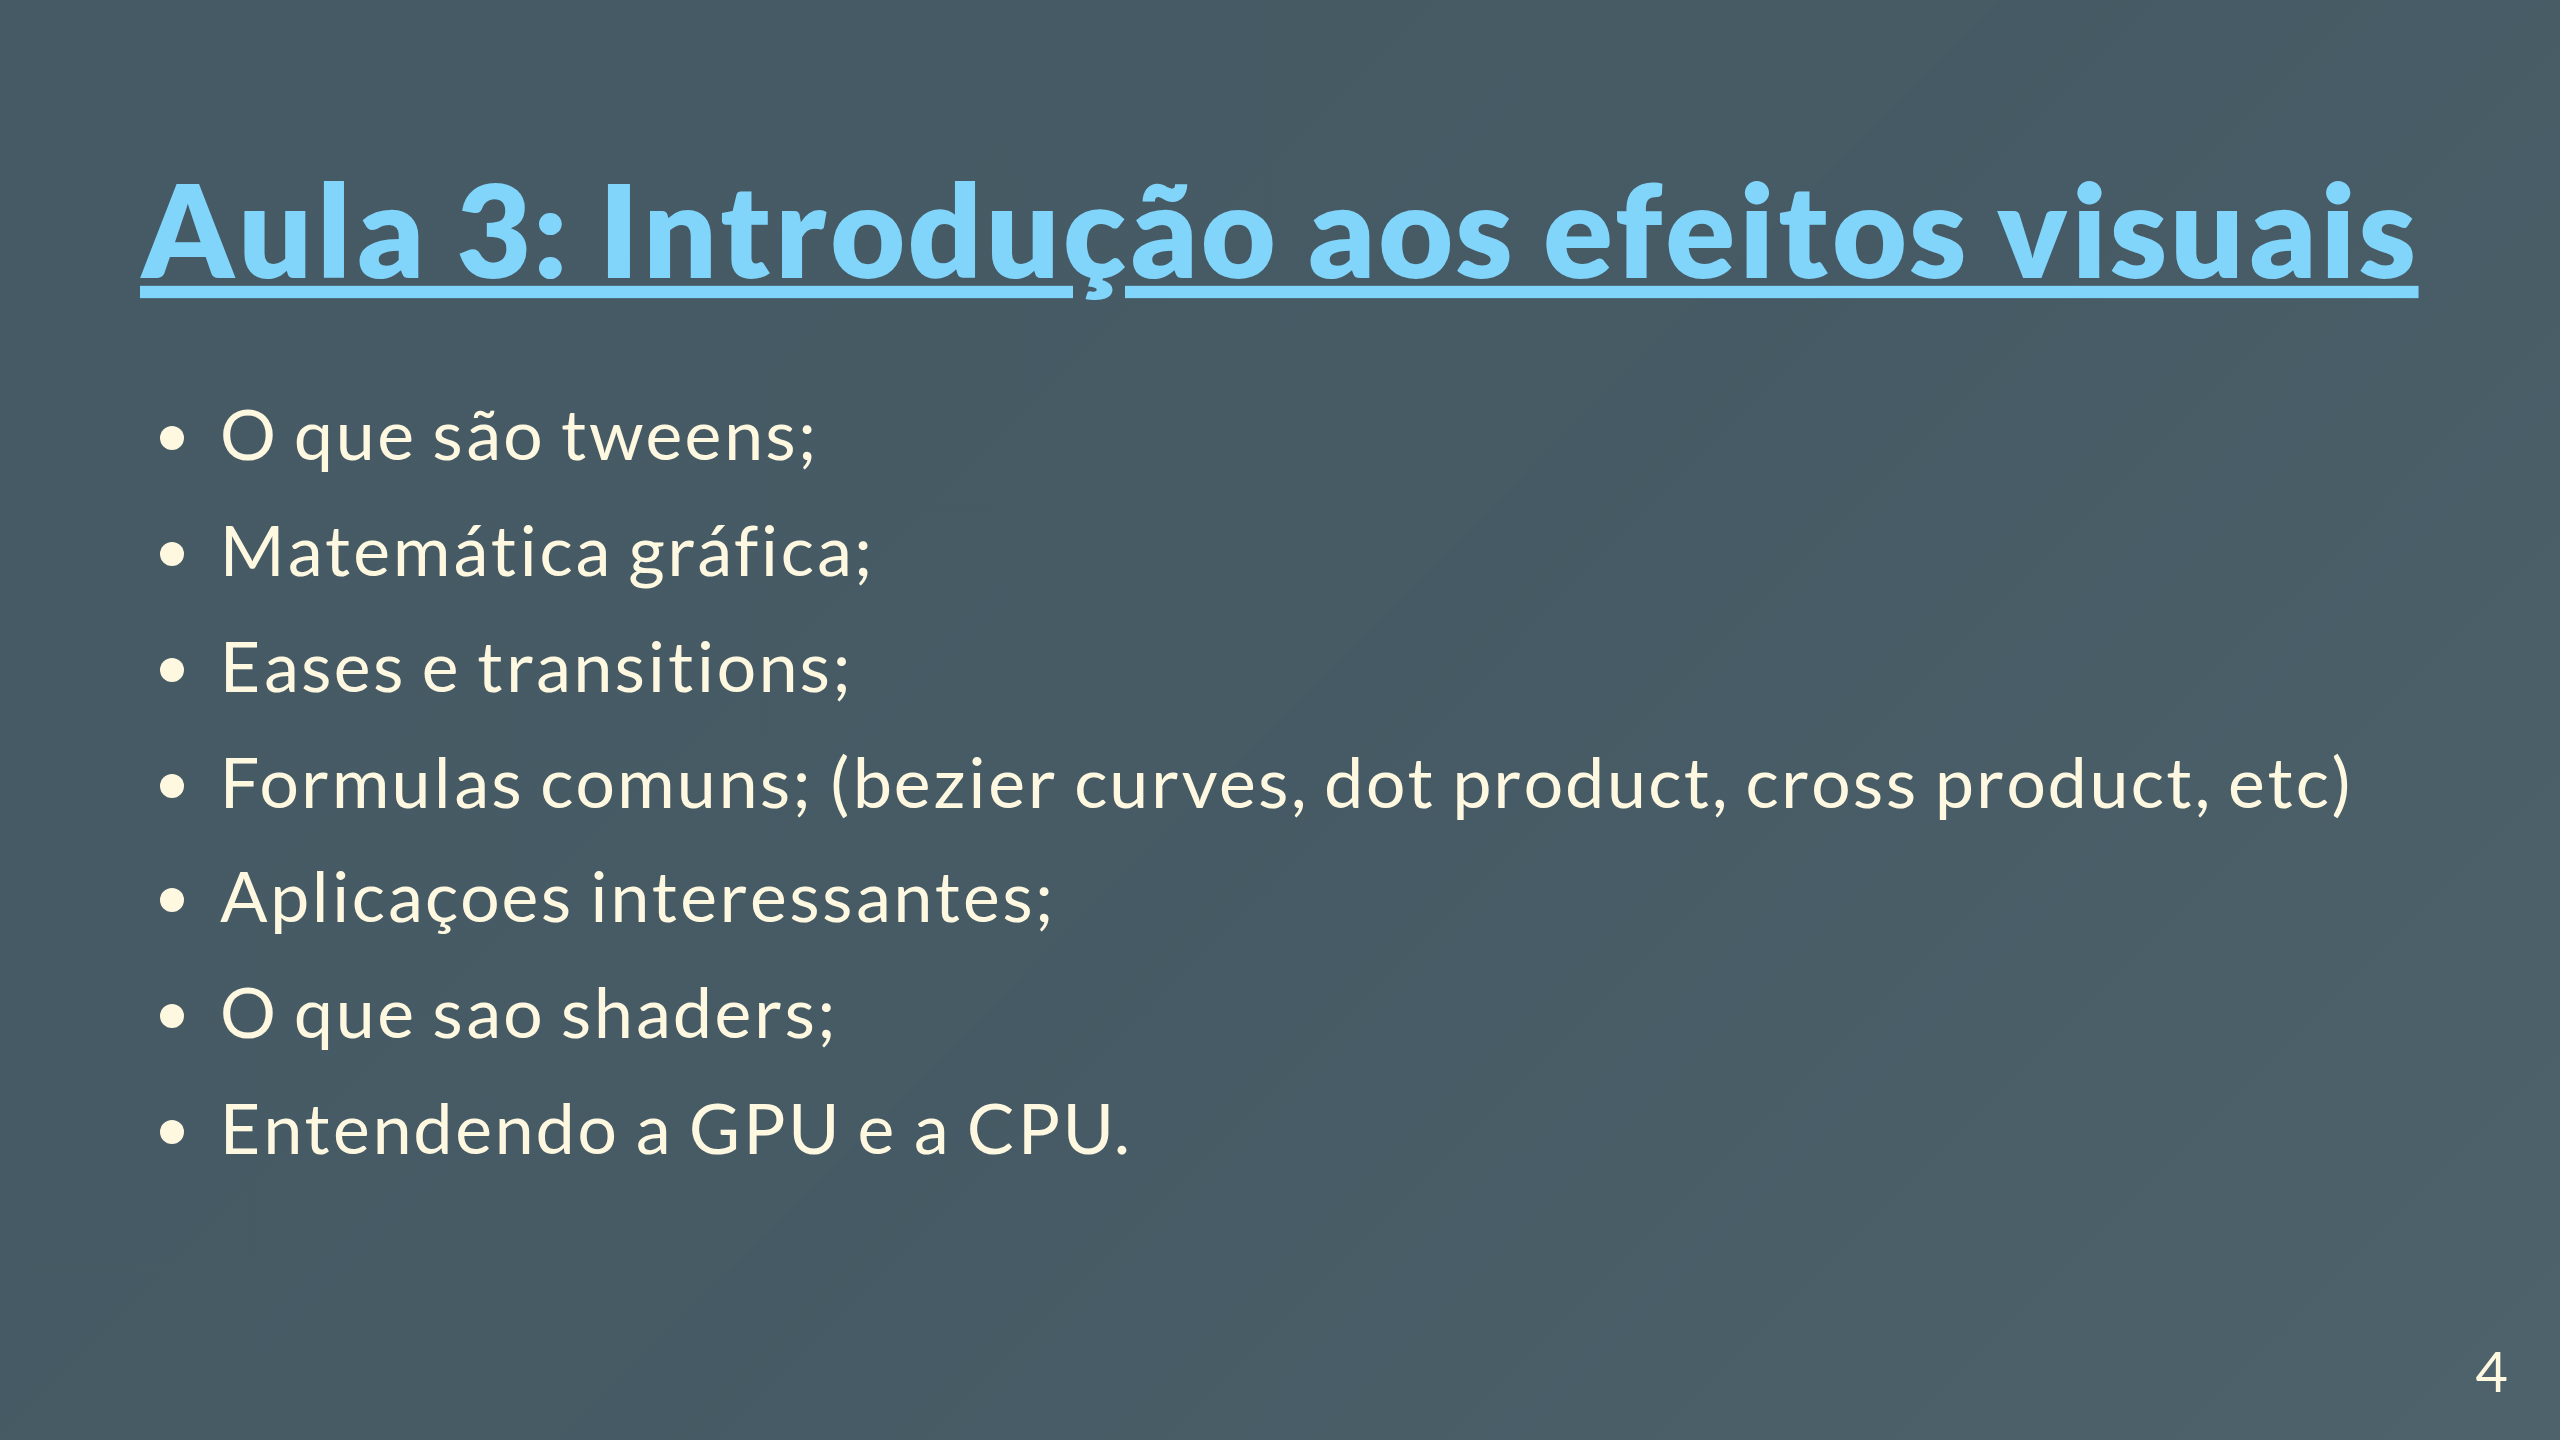 Aula 3: Introdução aos efeitos visuais
• O que são tweens;
• Matemática gráfica;
• Eases e transitions;
• Formulas comuns; (bezier curves, dot product, cross product, etc)
• Aplicaçoes interessantes;
• O que sao shaders;
• Entendendo a GPU e a CPU.
4